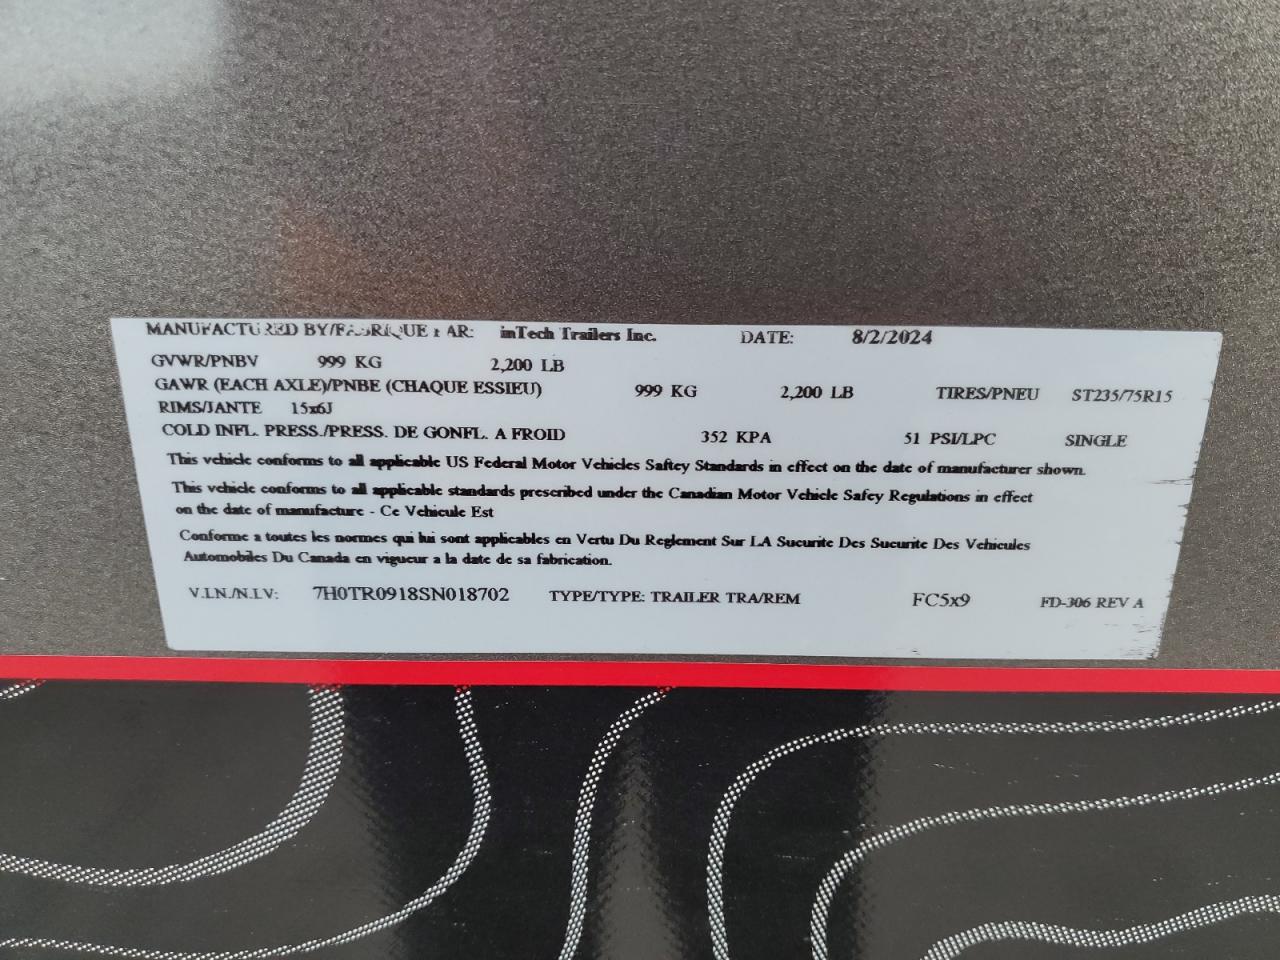 MANUFACTURED BY/FABRIQUE PAR: inTech Trailers Inc. DATE: 8/2/2024
GVWR/PNBV 999 KG 2,200 LB
GAWR (EACH AXLE)/PNBE (CHAQUE ESSIEU) 999 KG 2,200 LB TIRES/PNEU ST235/75R15
RIMS/JANTE 15x6J
COLD INFL. PRESS./PRESS. DE GONFL. A FROID 352 KPA 51 PSI/LPC SINGLE
This vehicle conforms to all applicable US Federal Motor Vehicles Saftey Standards in effect on the date of manufacturer shown.
This vehicle conforms to all applicable standards prescribed under the Canadian Motor Vehicle Safey Regulations in effect
on the date of manufacture - Ce Vehicule Est
Conforme a toutes les normes qui lui sont applicables en Vertu Du Reglement Sur LA Sucurite Des Sucurite Des Vehicules
Automobiles Du Canada en vigueur a la date de sa fabrication.
V.I.N./N.I.V: 7H0TR0918SN018702 TYPE/TYPE: TRAILER TRA/REM FC5x9 FD-306 REV A